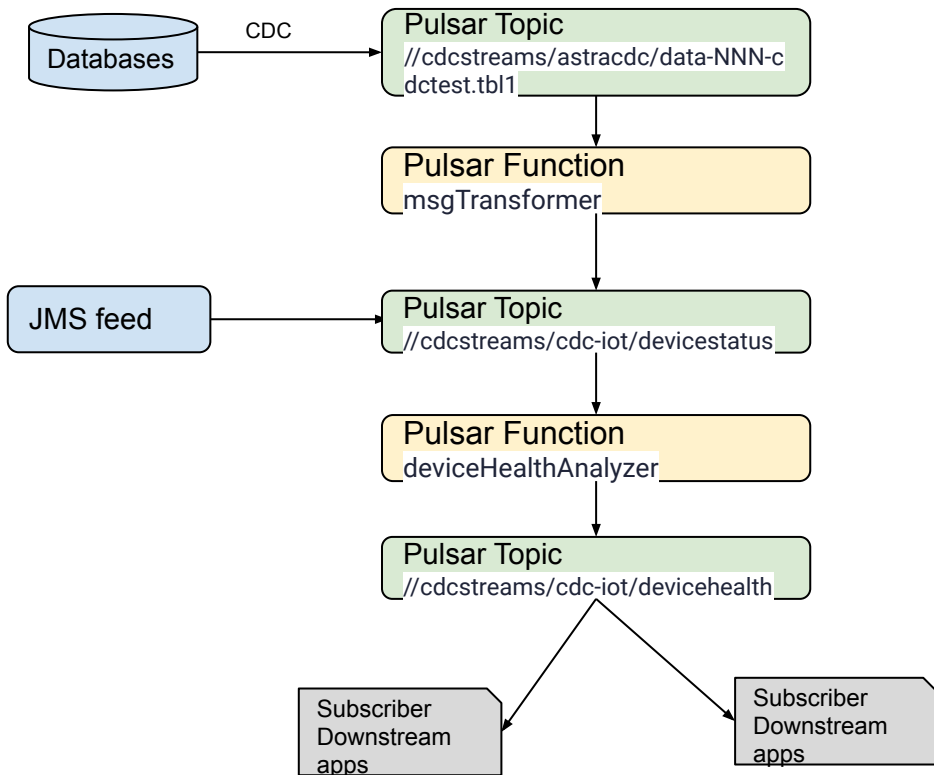 Databases
CDC
Pulsar Topic
//cdcstreams/astracdc/data-NNN-c
dctest.tbl1
Pulsar Function
msgTransformer
JMS feed
Pulsar Topic
//cdcstreams/cdc-iot/devicestatus
Pulsar Function
deviceHealthAnalyzer
Pulsar Topic
//cdcstreams/cdc-iot/devicehealth
Subscriber
Downstream
apps
Subscriber
Downstream
apps